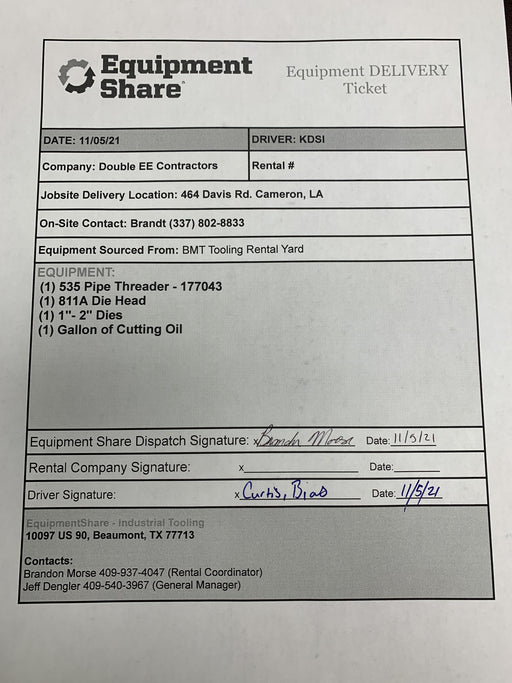 Equipment
Share
Equipment DELIVERY
Ticket
DATE: 11/05/21 DRIVER: KDSI
Company: Double EE Contractors Rental #
Jobsite Delivery Location: 464 Davis Rd. Cameron, LA
On-Site Contact: Brandt (337) 802-8833
Equipment Sourced From: BMT Tooling Rental Yard
EQUIPMENT:
(1) 535 Pipe Threader - 177043
(1) 811A Die Head
(1) 1"- 2" Dies
(1) Gallon of Cutting Oil
Equipment Share Dispatch Signature: x Brandon Morse Date: 11/5/21
Rental Company Signature: x Date:
Driver Signature: x Curtis, Bias Date: 11/5/21
EquipmentShare - Industrial Tooling
10097 US 90, Beaumont, TX 77713
Contacts:
Brandon Morse 409-937-4047 (Rental Coordinator)
Jeff Dengler 409-540-3967 (General Manager)